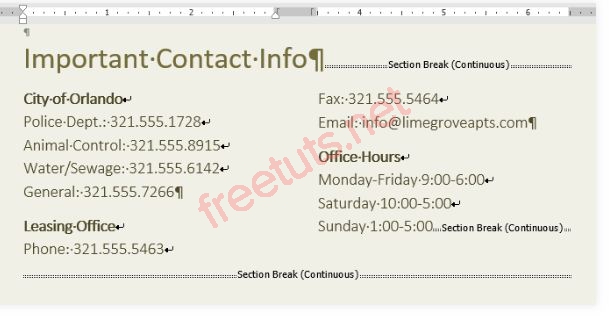 1 2 3 4 5 6
¶
Important·Contact·Info¶
Section Break (Continuous)
City·of·Orlando↵
Police·Dept.:·321.555.1728↵
Animal·Control:·321.555.8915↵
Water/Sewage:·321.555.6142↵
General:·321.555.7266¶
Leasing·Office↵
Phone:·321.555.5463↵
Fax:·321.555.5464↵
Email:·info@limegroveapts.com¶
Office·Hours↵
Monday-Friday·9:00-6:00↵
Saturday·10:00-5:00↵
Sunday·1:00-5:00
Section Break (Continuous)
Section Break (Continuous)
freetuts.net